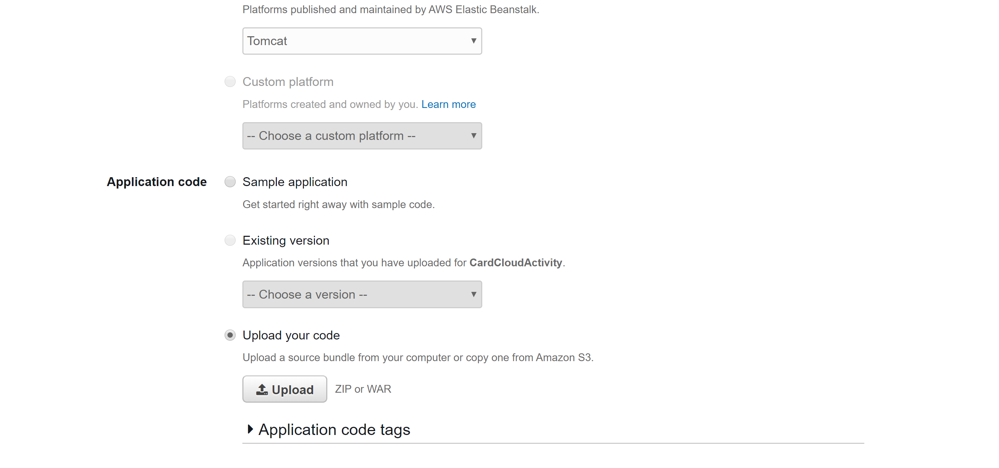 Platforms published and maintained by AWS Elastic Beanstalk.
Tomcat
Custom platform
Platforms created and owned by you. Learn more
-- Choose a custom platform --
Application code
Sample application
Get started right away with sample code.
Existing version
Application versions that you have uploaded for CardCloudActivity.
-- Choose a version --
Upload your code
Upload a source bundle from your computer or copy one from Amazon S3.
Upload ZIP or WAR
Application code tags